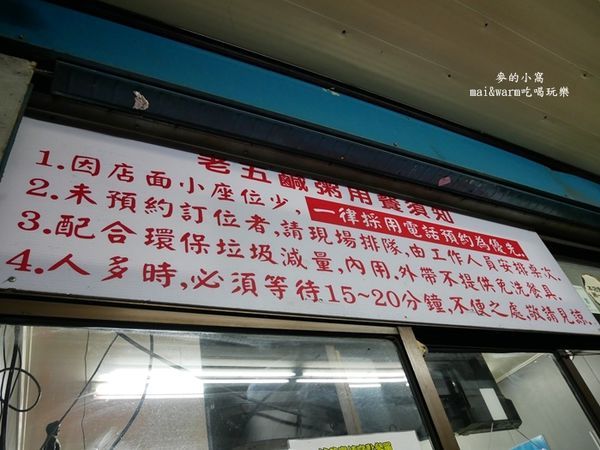 麥的小窩
mai&warm吃喝玩樂
老五鹹粥用餐須知
1.因店面小座位少,一律採用電話預約為優先.
2.未預約訂位者,請現場排隊,由工作人員安排桌次.
3.配合環保垃圾減量,內用,外帶不提供免洗餐具.
4.人多時,必須等待15~20分鐘,不便之處,敬請見諒.